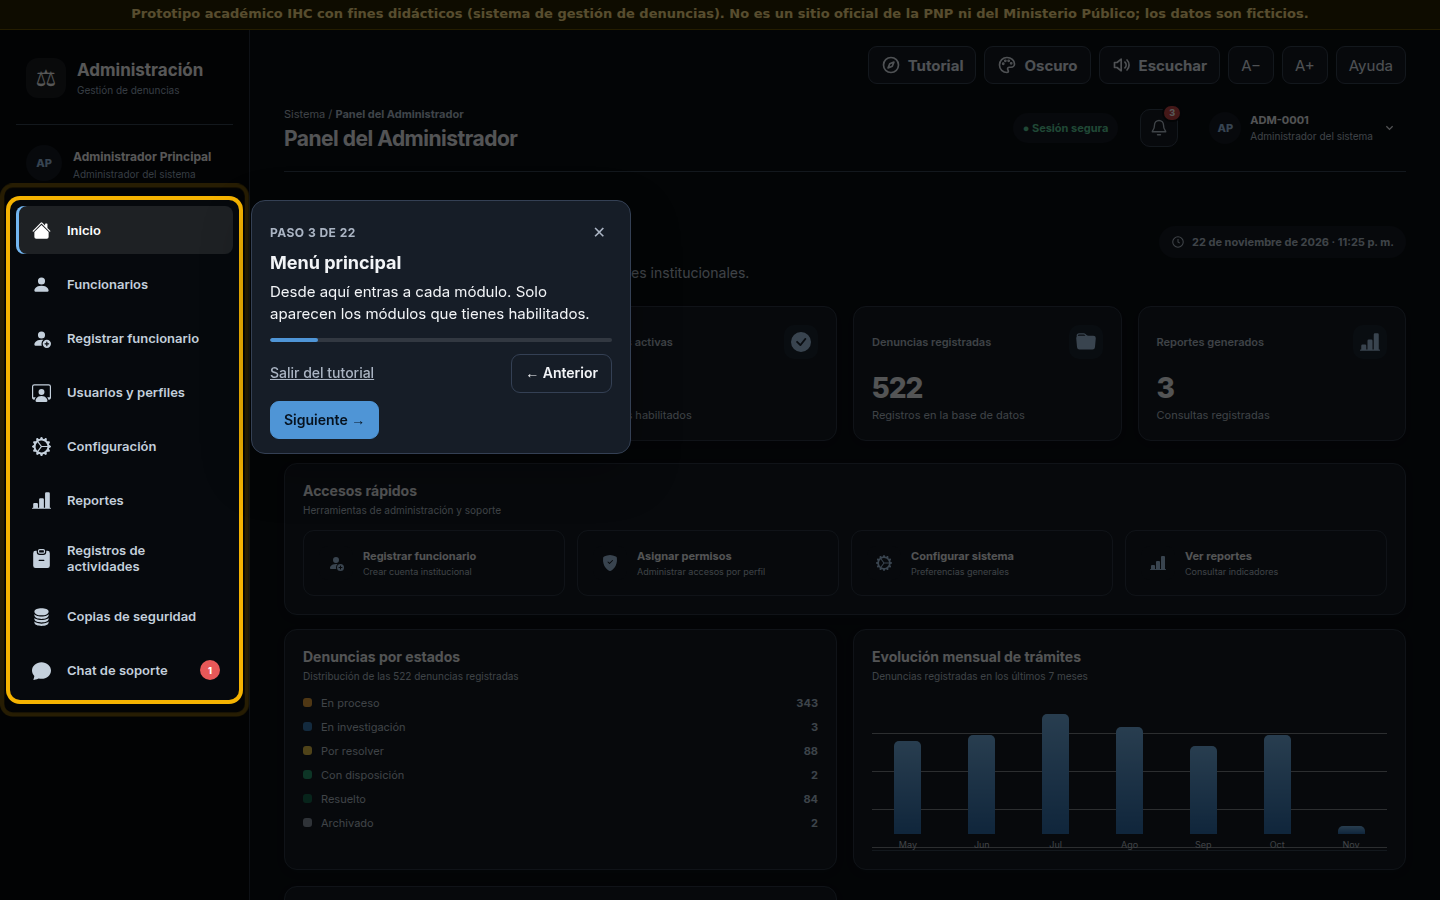 Prototipo académico IHC con fines didácticos (sistema de gestión de denuncias). No es un sitio oficial de la PNP ni del Ministerio Público; los datos son ficticios.
Administración
Gestión de denuncias
Tutorial
Oscuro
Escuchar
A−
A+
Ayuda
Sistema / Panel del Administrador
Panel del Administrador
Sesión segura
3
AP
ADM-0001
Administrador del sistema
AP
Administrador Principal
Administrador del sistema
Inicio
Funcionarios
Registrar funcionario
Usuarios y perfiles
Configuración
Reportes
Registros de
actividades
Copias de seguridad
Chat de soporte
1
PASO 3 DE 22
Menú principal
Desde aquí entras a cada módulo. Solo
aparecen los módulos que tienes habilitados.
Salir del tutorial
← Anterior
Siguiente →
22 de noviembre de 2026 · 11:25 p. m.
es institucionales.
activas
habilitados
Denuncias registradas
522
Registros en la base de datos
Reportes generados
3
Consultas registradas
Accesos rápidos
Herramientas de administración y soporte
Registrar funcionario
Crear cuenta institucional
Asignar permisos
Administrar accesos por perfil
Configurar sistema
Preferencias generales
Ver reportes
Consultar indicadores
Denuncias por estados
Distribución de las 522 denuncias registradas
En proceso 343
En investigación 3
Por resolver 88
Con disposición 2
Resuelto 84
Archivado 2
Evolución mensual de trámites
Denuncias registradas en los últimos 7 meses
May Jun Jul Ago Sep Oct Nov